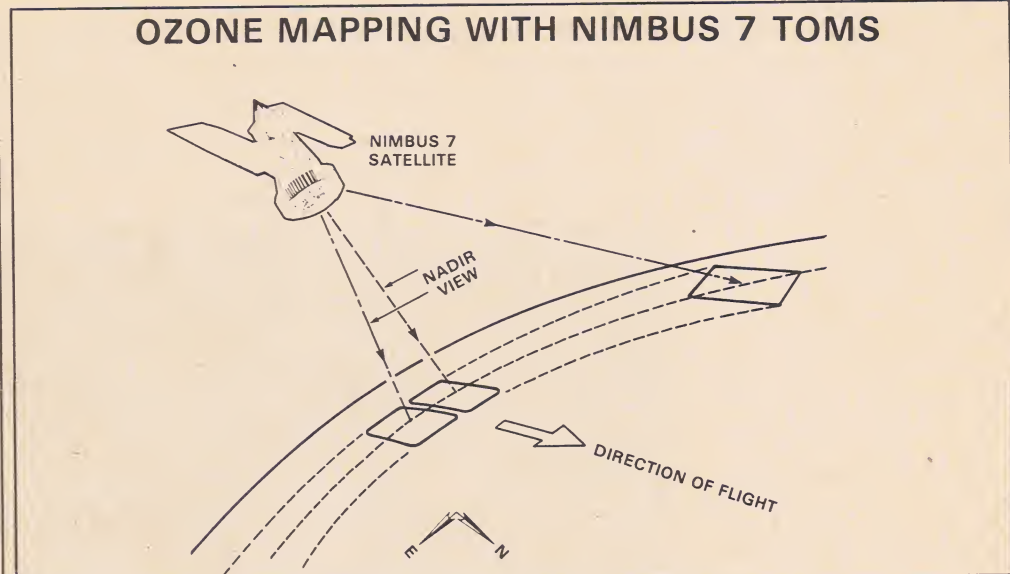 OZONE MAPPING WITH NIMBUS 7 TOMS
NIMBUS 7
SATELLITE
NADIR
VIEW
DIRECTION OF FLIGHT
E
N